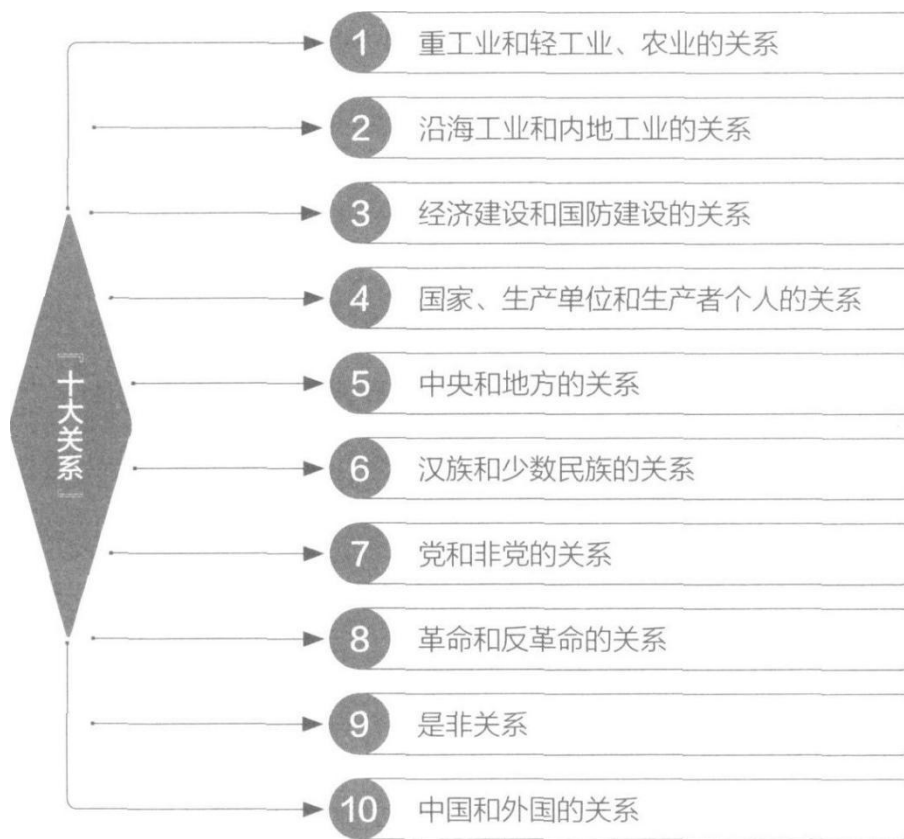 十大关系
1 重工业和轻工业、农业的关系
2 沿海工业和内地工业的关系
3 经济建设和国防建设的关系
4 国家、生产单位和生产者个人的关系
5 中央和地方的关系
6 汉族和少数民族的关系
7 党和非党的关系
8 革命和反革命的关系
9 是非关系
10 中国和外国的关系